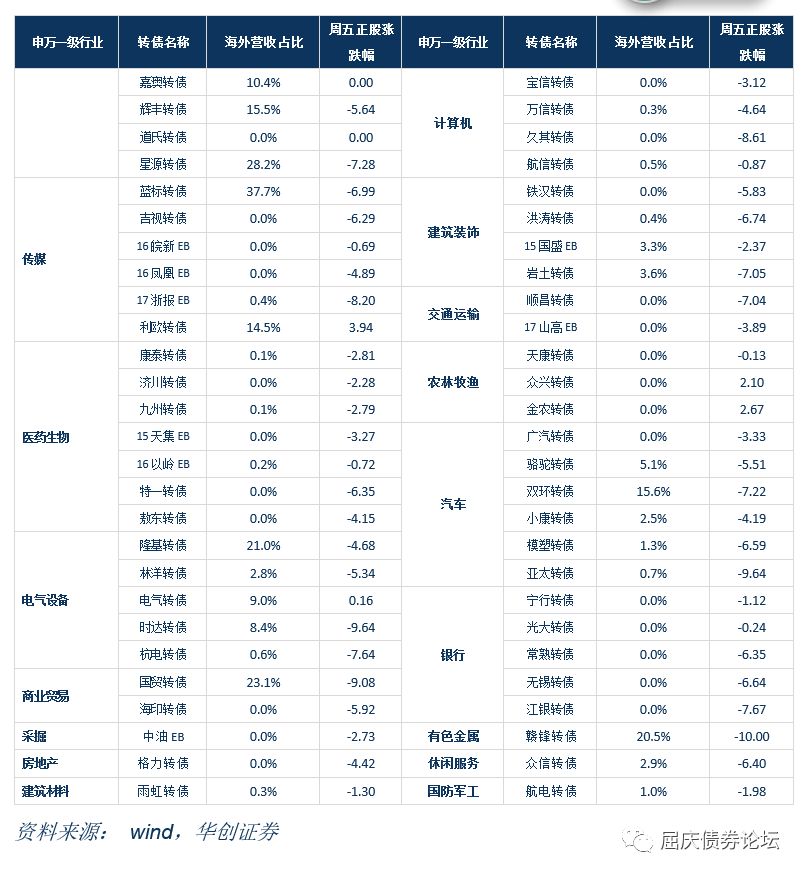 申万一级行业 转债名称 海外营收占比 周五正股涨跌幅 申万一级行业 转债名称 海外营收占比 周五正股涨跌幅
嘉奥转债 10.4% 0.00 计算机 宝信转债 0.0% -3.12
辉丰转债 15.5% -5.64 万信转债 0.3% -4.64
道氏转债 0.0% 0.00 久其转债 0.0% -8.61
星源转债 28.2% -7.28 航信转债 0.5% -0.87
传媒 蓝标转债 37.7% -6.99 建筑装饰 铁汉转债 0.0% -5.83
吉视转债 0.0% -6.29 洪涛转债 0.4% -6.74
16皖新EB 0.0% -0.69 15国盛EB 3.3% -2.37
16凤凰EB 0.0% -4.89 岩土转债 3.6% -7.05
17浙报EB 0.4% -8.20 交通运输 顺昌转债 0.0% -7.04
利欧转债 14.5% 3.94 17山高EB 0.0% -3.89
医药生物 康泰转债 0.1% -2.81 农林牧渔 天康转债 0.0% -0.13
济川转债 0.0% -2.28 众兴转债 0.0% 2.10
九州转债 0.1% -2.79 金农转债 0.0% 2.67
15天集EB 0.0% -3.27 汽车 广汽转债 0.0% -3.33
16以岭EB 0.2% -0.72 骆驼转债 5.1% -5.51
特一转债 0.0% -6.35 双环转债 15.6% -7.22
敖东转债 0.0% -4.15 小康转债 2.5% -4.19
电气设备 隆基转债 21.0% -4.68 模塑转债 1.3% -6.59
林洋转债 2.8% -5.34 亚太转债 0.7% -9.64
电气转债 9.0% 0.16 银行 宁行转债 0.0% -1.12
时达转债 8.4% -9.64 光大转债 0.0% -0.24
杭电转债 0.6% -7.64 常熟转债 0.0% -6.35
商业贸易 国贸转债 23.1% -9.08 无锡转债 0.0% -6.64
海印转债 0.0% -5.92 江银转债 0.0% -7.67
采掘 中油EB 0.0% -2.73 有色金属 赣锋转债 20.5% -10.00
房地产 格力转债 0.0% -4.42 休闲服务 众信转债 2.9% -6.40
建筑材料 雨虹转债 0.3% -1.30 国防军工 航电转债 1.0% -1.98
资料来源： wind，华创证券
屈庆债券论坛